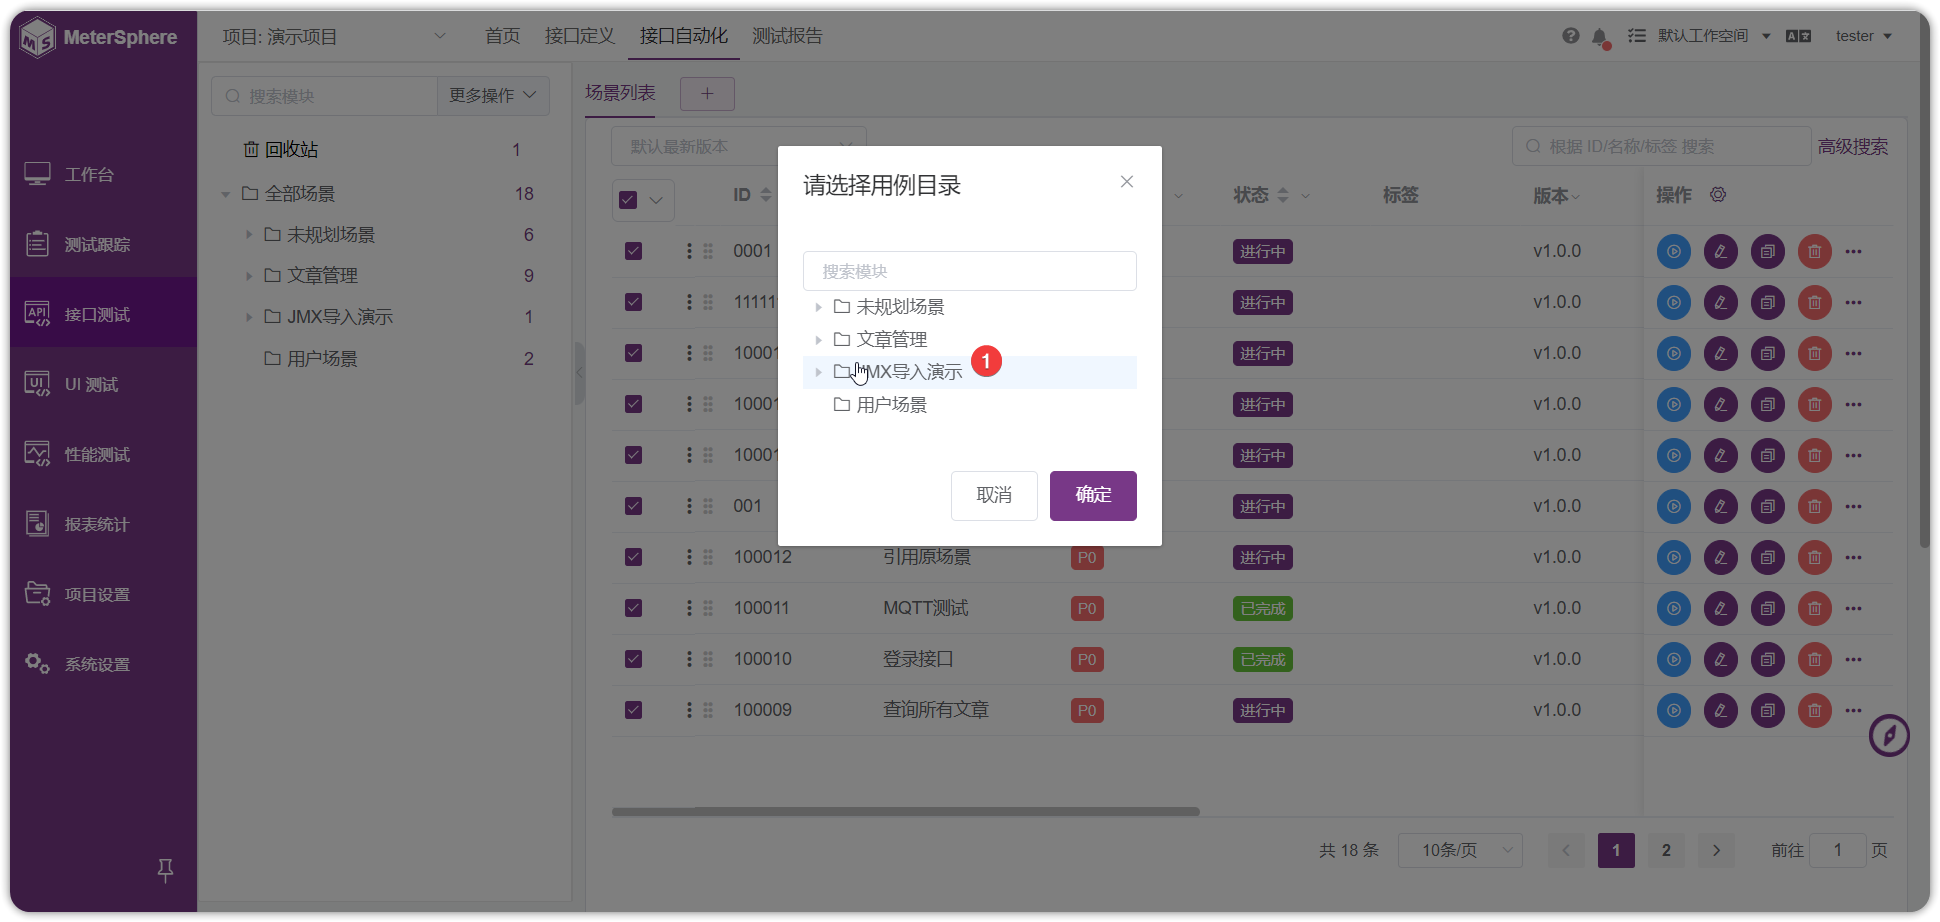 MeterSphere
项目: 演示项目
首页
接口定义
接口自动化
测试报告
默认工作空间
tester
工作台
测试跟踪
接口测试
UI 测试
性能测试
报表统计
项目设置
系统设置
搜索模块
更多操作
回收站 1
全部场景 18
未规划场景 6
文章管理 9
JMX导入演示 1
用户场景 2
场景列表
+
默认最新版本
根据 ID/名称/标签 搜索
高级搜索
ID 状态 标签 版本 操作
0001 进行中 v1.0.0
11111 进行中 v1.0.0
10001 进行中 v1.0.0
10001 进行中 v1.0.0
10001 进行中 v1.0.0
001 进行中 v1.0.0
100012 引用原场景 P0 进行中 v1.0.0
100011 MQTT测试 P0 已完成 v1.0.0
100010 登录接口 P0 已完成 v1.0.0
100009 查询所有文章 P0 进行中 v1.0.0
请选择用例目录
搜索模块
未规划场景
文章管理
MX导入演示 1
用户场景
取消
确定
共 18 条
10条/页
1
2
前往 1 页